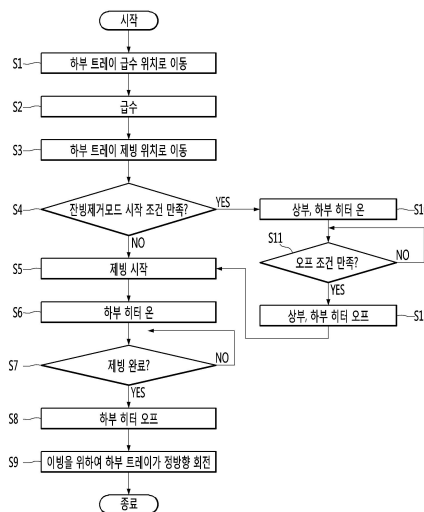 시작
S1 하부 트레이 급수 위치로 이동
S2 급수
S3 하부 트레이 제빙 위치로 이동
S4 잔빙제거모드 시작 조건 만족?
YES
NO
상부, 하부 히터 온
S1
S11
오프 조건 만족?
NO
YES
상부, 하부 히터 오프
S1
S5 제빙 시작
S6 하부 히터 온
S7 제빙 완료?
NO
YES
S8 하부 히터 오프
S9 이빙을 위하여 하부 트레이가 정방향 회전
종료